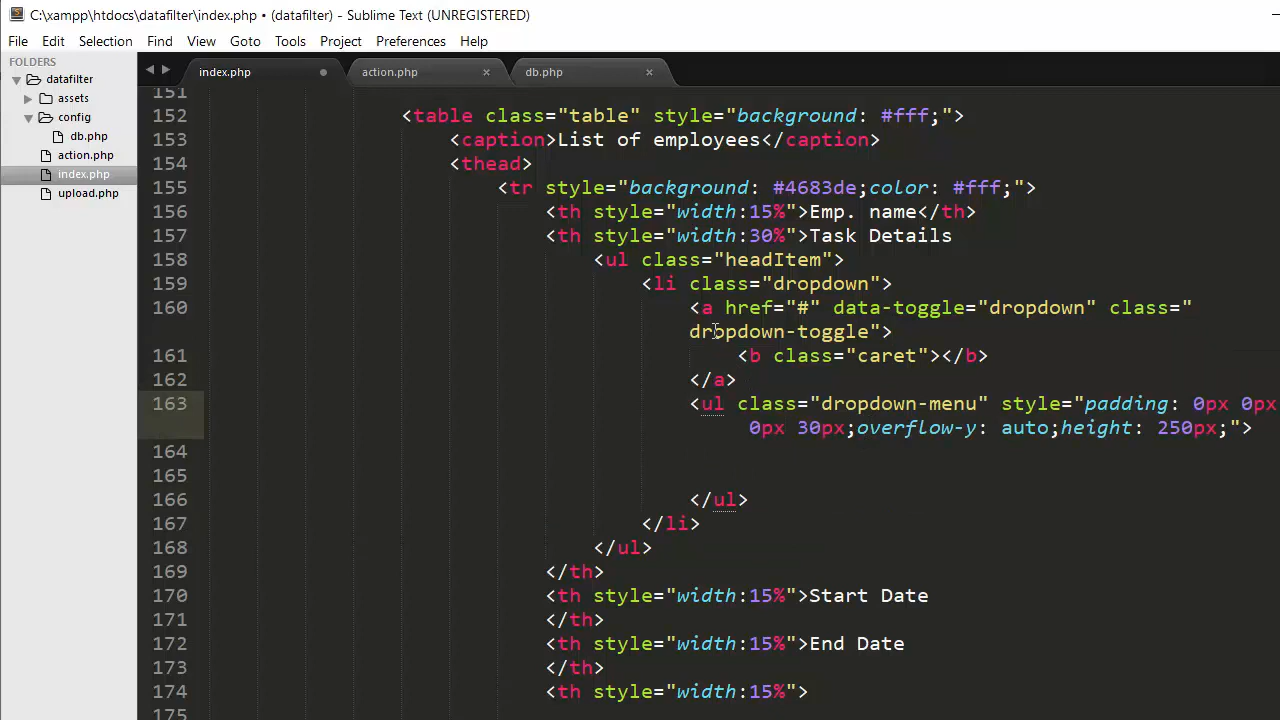 C:\xampp\htdocs\datafilter\index.php • (datafilter) - Sublime Text (UNREGISTERED)
File Edit Selection Find View Goto Tools Project Preferences Help
FOLDERS
datafilter
assets
config
db.php
action.php
index.php
upload.php
index.php action.php db.php
151
152 <table class="table" style="background: #fff;">
153 <caption>List of employees</caption>
154 <thead>
155 <tr style="background: #4683de;color: #fff;">
156 <th style="width:15%">Emp. name</th>
157 <th style="width:30%">Task Details
158 <ul class="headItem">
159 <li class="dropdown">
160 <a href="#" data-toggle="dropdown" class="
dropdown-toggle">
161 <b class="caret"></b>
162 </a>
163 <ul class="dropdown-menu" style="padding: 0px 0px
0px 30px;overflow-y: auto;height: 250px;">
164
165
166 </ul>
167 </li>
168 </ul>
169 </th>
170 <th style="width:15%">Start Date
171 </th>
172 <th style="width:15%">End Date
173 </th>
174 <th style="width:15%">
175